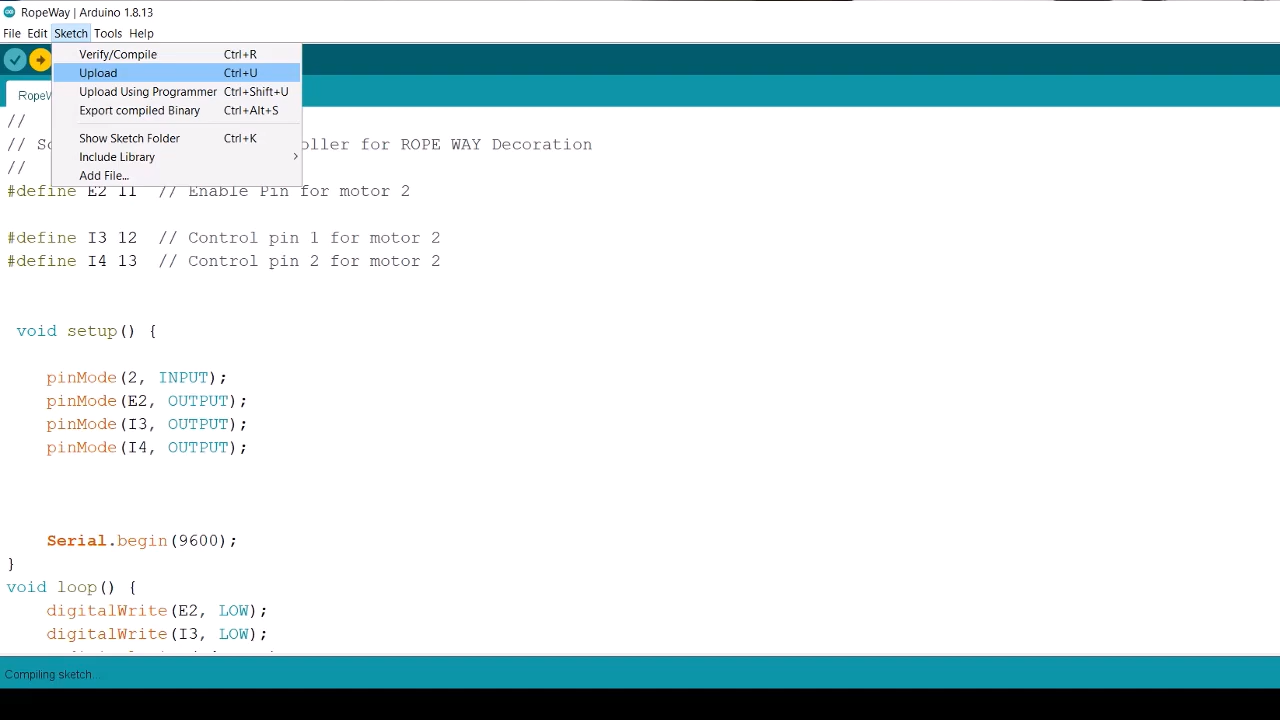 RopeWay | Arduino 1.8.13
File Edit Sketch Tools Help
Verify/Compile Ctrl+R
Upload Ctrl+U
Upload Using Programmer Ctrl+Shift+U
Export compiled Binary Ctrl+Alt+S
Show Sketch Folder Ctrl+K
Include Library
Add File...
//
// for ROPE WAY Decoration
//
#define E2 11 // Enable Pin for motor 2
#define I3 12 // Control pin 1 for motor 2
#define I4 13 // Control pin 2 for motor 2
void setup() {
pinMode(2, INPUT);
pinMode(E2, OUTPUT);
pinMode(I3, OUTPUT);
pinMode(I4, OUTPUT);
Serial.begin(9600);
}
void loop() {
digitalWrite(E2, LOW);
digitalWrite(I3, LOW);
Compiling sketch...